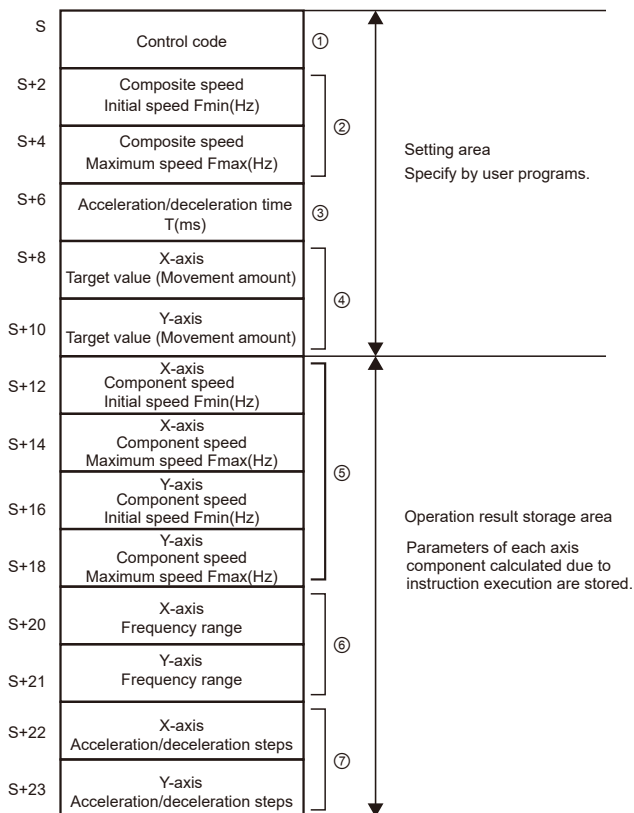 S
Control code
①
S+2
Composite speed
Initial speed Fmin(Hz)
②
S+4
Composite speed
Maximum speed Fmax(Hz)
Setting area
Specify by user programs.
S+6
Acceleration/deceleration time
T(ms)
③
S+8
X-axis
Target value (Movement amount)
④
S+10
Y-axis
Target value (Movement amount)
S+12
X-axis
Component speed
Initial speed Fmin(Hz)
S+14
X-axis
Component speed
Maximum speed Fmax(Hz)
⑤
S+16
Y-axis
Component speed
Initial speed Fmin(Hz)
Operation result storage area
Parameters of each axis
component calculated due to
instruction execution are stored.
S+18
Y-axis
Component speed
Maximum speed Fmax(Hz)
S+20
X-axis
Frequency range
⑥
S+21
Y-axis
Frequency range
S+22
X-axis
Acceleration/deceleration steps
⑦
S+23
Y-axis
Acceleration/deceleration steps